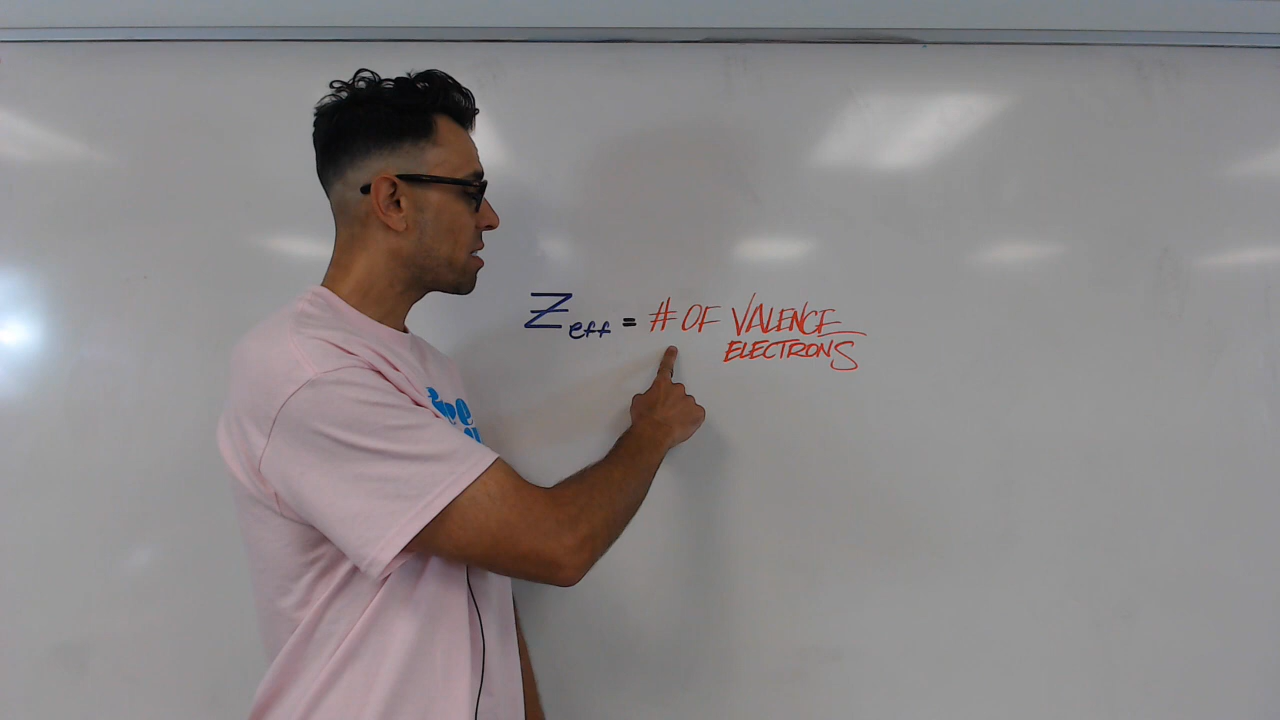 Zeff = # OF VALENCE
ELECTRONS